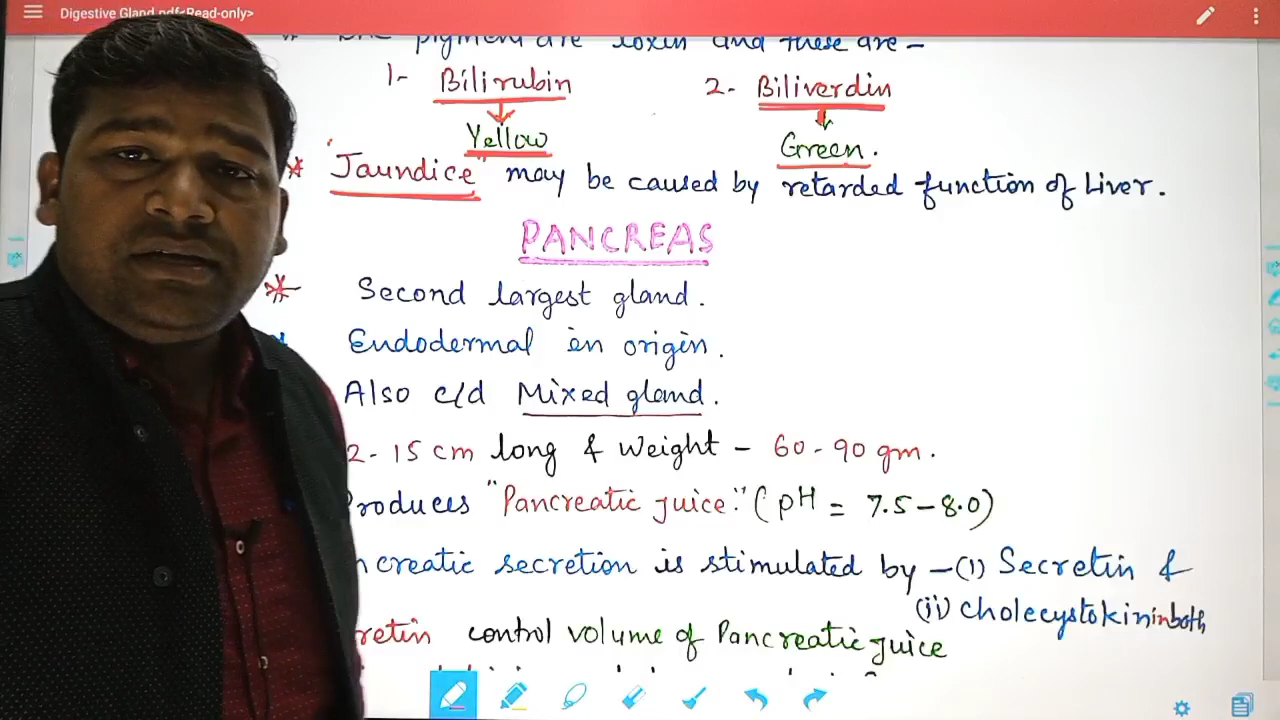 Digestive Gland.pdf<Read-only>
pigment are toxin and these are –
1- Bilirubin 2- Biliverdin
Yellow Green.
* "Jaundice" may be caused by retarded function of Liver.
PANCREAS
* Second largest gland.
Endodermal in origin.
Also c/d Mixed gland.
2-15 cm long & weight – 60-90 gm.
Produces "Pancreatic juice." (pH = 7.5–8.0)
ncreatic secretion is stimulated by – (i) Secretin &
(ii) cholecystokinin both
retin control volume of Pancreatic juice